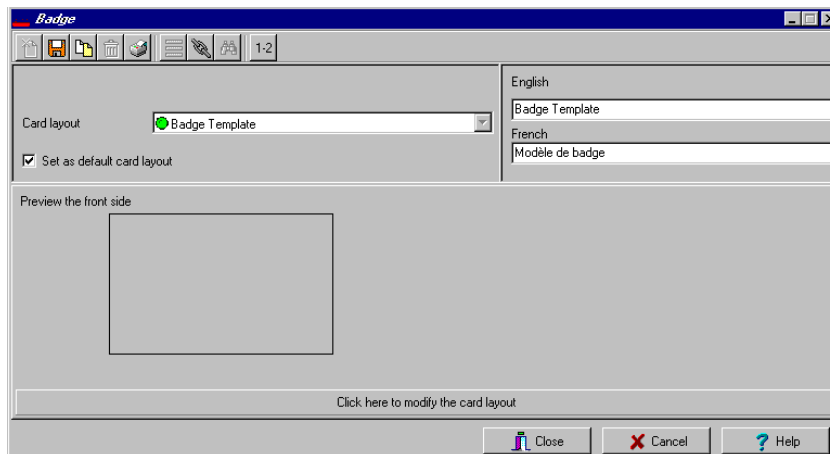 Badge
1-2
Card layout
Badge Template
Set as default card layout
English
Badge Template
French
Modèle de badge
Preview the front side
Click here to modify the card layout
Close
Cancel
Help